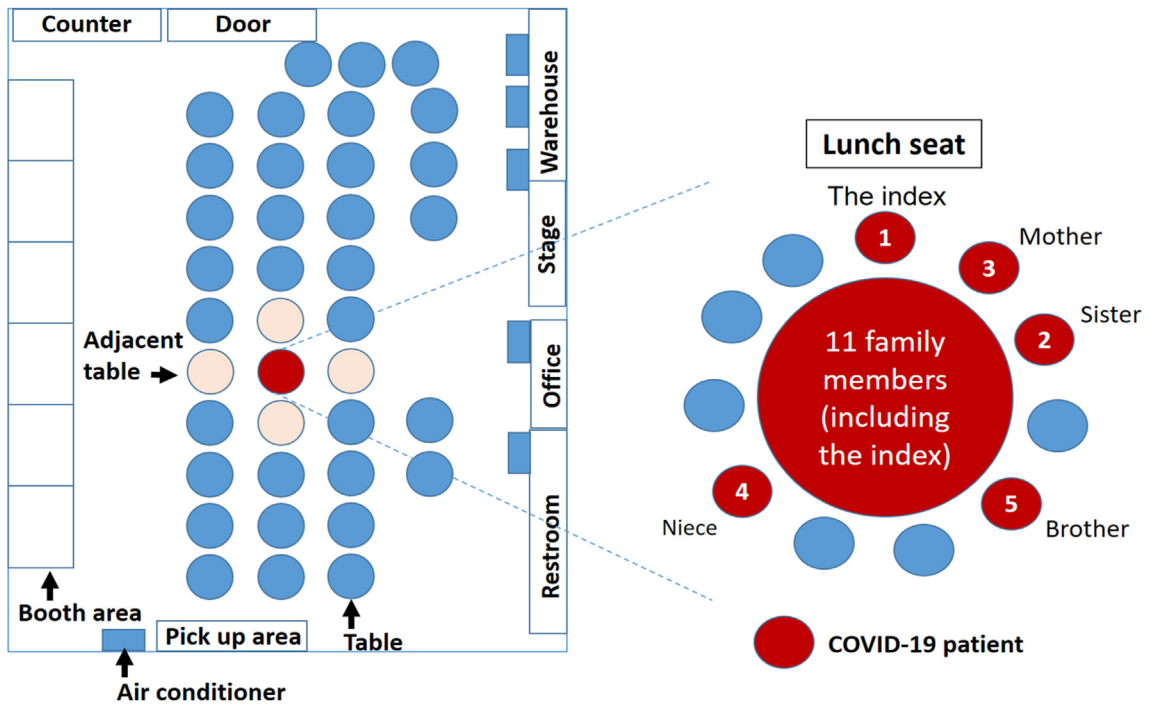 Counter
Door
Warehouse
Stage
Office
Restroom
Adjacent
table
Booth area
Pick up area
Table
Air conditioner
Lunch seat
The index
1
Mother
3
Sister
2
11 family
members
(including
the index)
4
Niece
5
Brother
COVID-19 patient